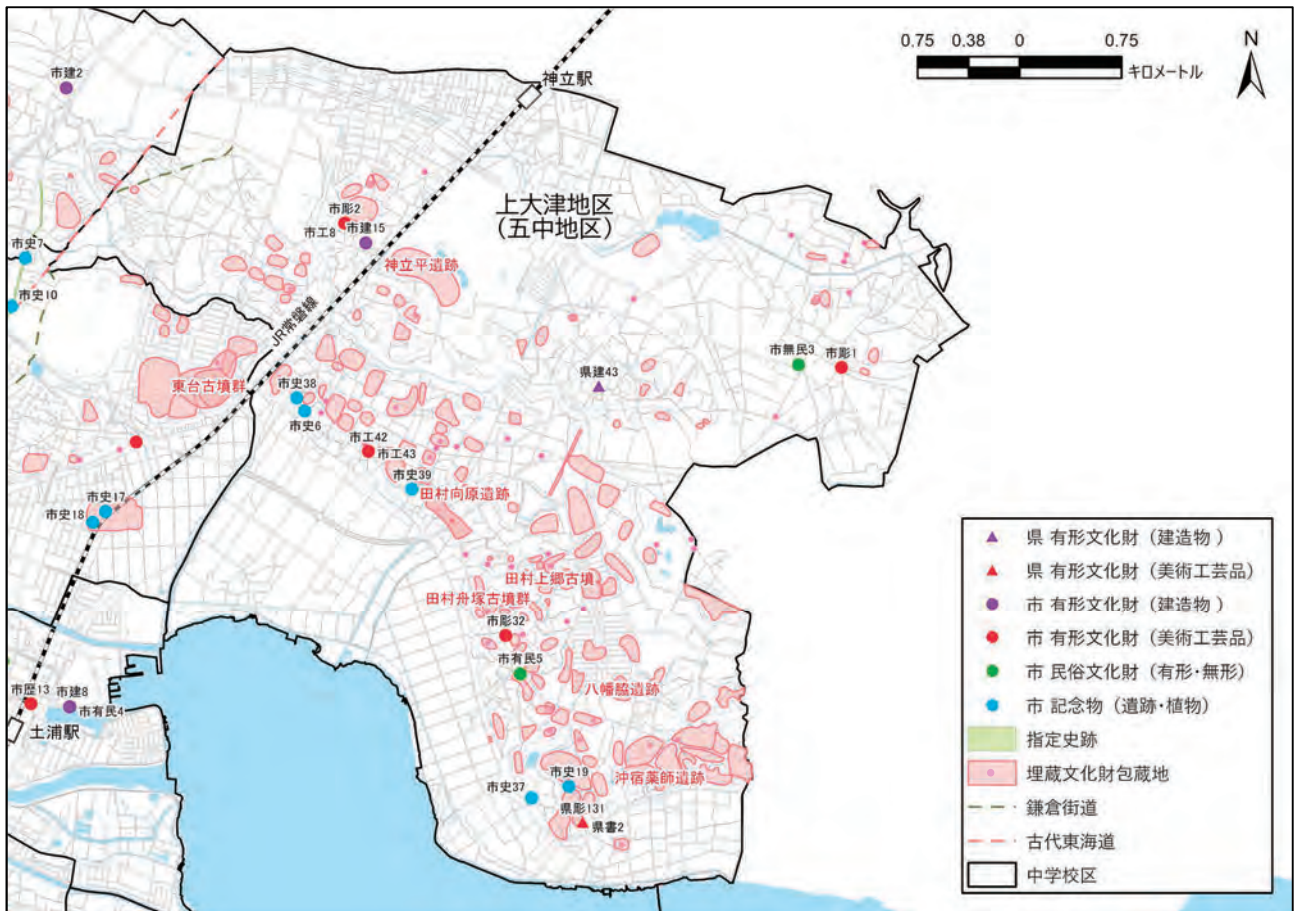 0.75 0.38 0 0.75
キロメートル
N
市建2
神立駅
上大津地区
(五中地区)
市彫2
市工8
市建15
神立平遺跡
市史7
市史10
JR常磐線
東台古墳群
市史38
市史6
県建43
市無民3
市彫1
市工42
市工43
市史39
田村向原遺跡
市史17
市史18
田村上郷古墳
田村舟塚古墳群
市彫32
市有民5
八幡脇遺跡
市歴13
市建8
市有民4
土浦駅
沖宿薬師遺跡
市史19
市史37
県彫131
県書2
県 有形文化財(建造物 )
県 有形文化財(美術工芸品)
市 有形文化財(建造物 )
市 有形文化財(美術工芸品)
市 民俗文化財(有形・無形)
市 記念物(遺跡・植物)
指定史跡
埋蔵文化財包蔵地
鎌倉街道
古代東海道
中学校区